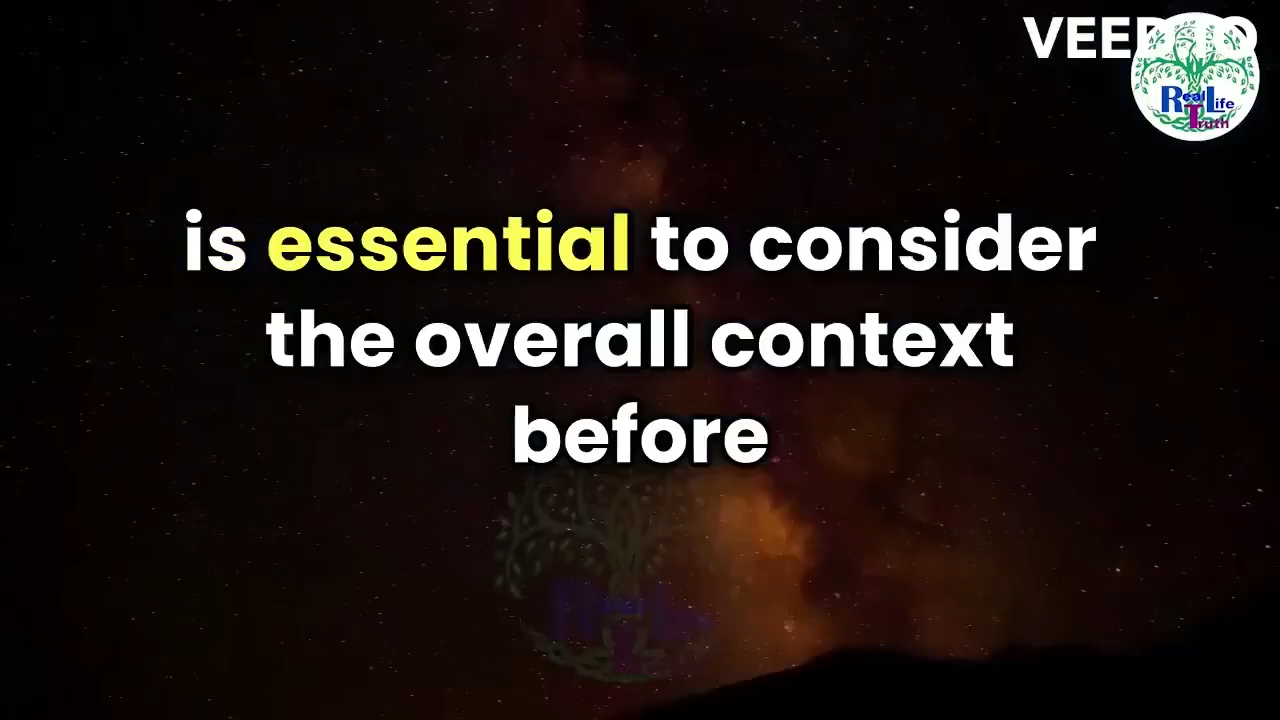 Real Life
Truth
is essential to consider
the overall context
before